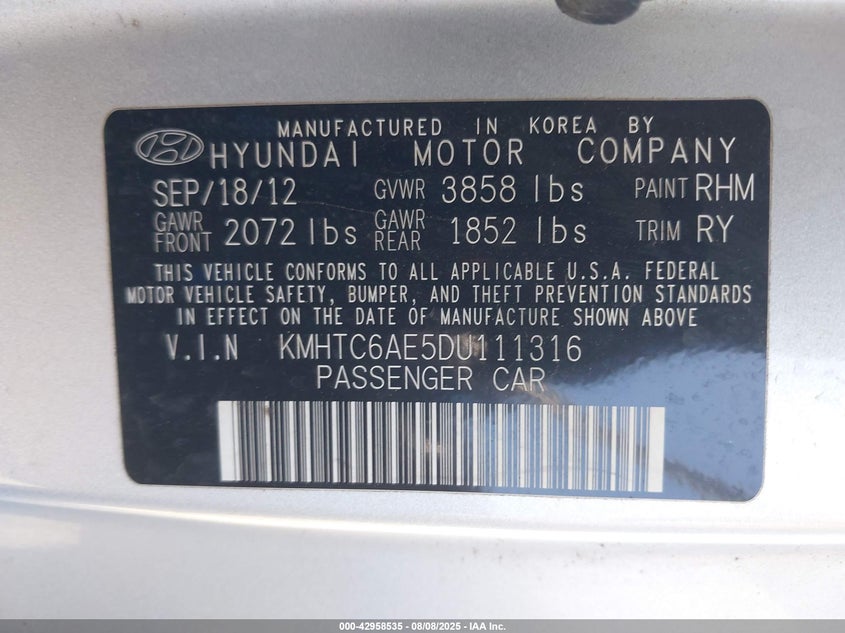 MANUFACTURED IN KOREA BY
HYUNDAI MOTOR COMPANY
SEP/18/12 GVWR 3858 lbs PAINT RHM
GAWR FRONT 2072 lbs GAWR REAR 1852 lbs TRIM RY
THIS VEHICLE CONFORMS TO ALL APPLICABLE U.S.A. FEDERAL
MOTOR VEHICLE SAFETY, BUMPER, AND THEFT PREVENTION STANDARDS
IN EFFECT ON THE DATE OF MANUFACTURE SHOWN ABOVE
V.I.N KMHTC6AE5DU111316
PASSENGER CAR
000-42958535 - 08/08/2025 - IAA Inc.